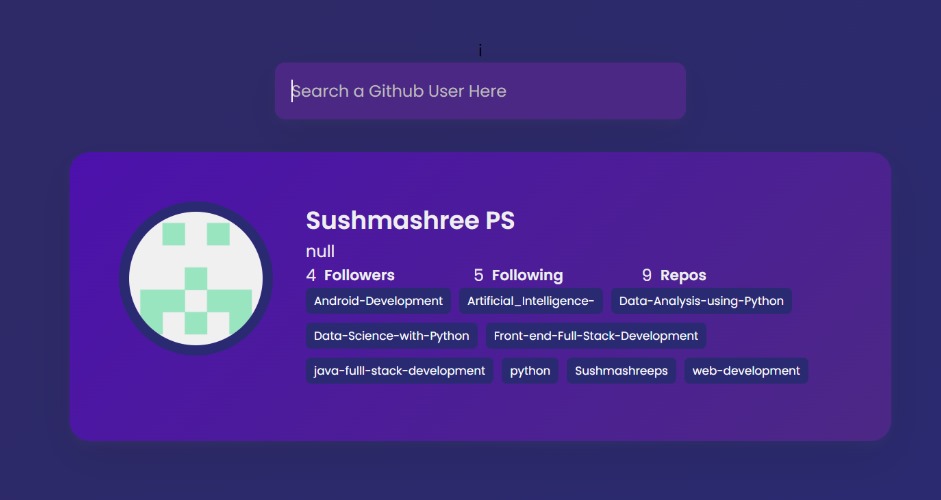 i
Search a Github User Here
Sushmashree PS
null
4 Followers 5 Following 9 Repos
Android-Development Artificial_Intelligence- Data-Analysis-using-Python
Data-Science-with-Python Front-end-Full-Stack-Development
java-fulll-stack-development python Sushmashreeps web-development